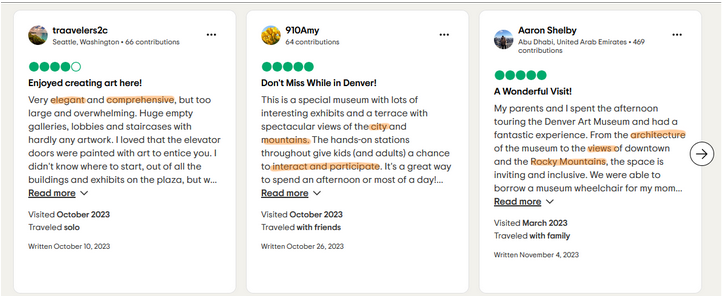 traavelers2c
Seattle, Washington • 66 contributions
Enjoyed creating art here!
Very elegant and comprehensive, but too
large and overwhelming. Huge empty
galleries, lobbies and staircases with
hardly any artwork. I loved that the elevator
doors were painted with art to entice you. I
didn't know where to start, out of all the
buildings and exhibits on the plaza, but w...
Read more
Visited October 2023
Traveled solo
Written October 10, 2023
910Amy
64 contributions
Don't Miss While in Denver!
This is a special museum with lots of
interesting exhibits and a terrace with
spectacular views of the city and
mountains. The hands-on stations
throughout give kids (and adults) a chance
to interact and participate. It's a great way
to spend an afternoon or most of a day!...
Read more
Visited October 2023
Traveled with friends
Written October 26, 2023
Aaron Shelby
Abu Dhabi, United Arab Emirates • 469
contributions
A Wonderful Visit!
My parents and I spent the afternoon
touring the Denver Art Museum and had a
fantastic experience. From the architecture
of the museum to the views of downtown
and the Rocky Mountains, the space is
inviting and inclusive. We were able to
borrow a museum wheelchair for my mom...
Read more
Visited March 2023
Traveled with family
Written November 4, 2023